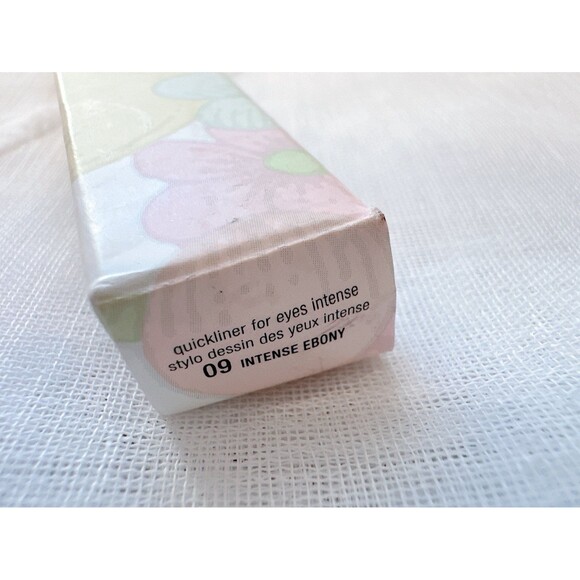 quickliner for eyes intense
stylo dessin des yeux intense
09 INTENSE EBONY